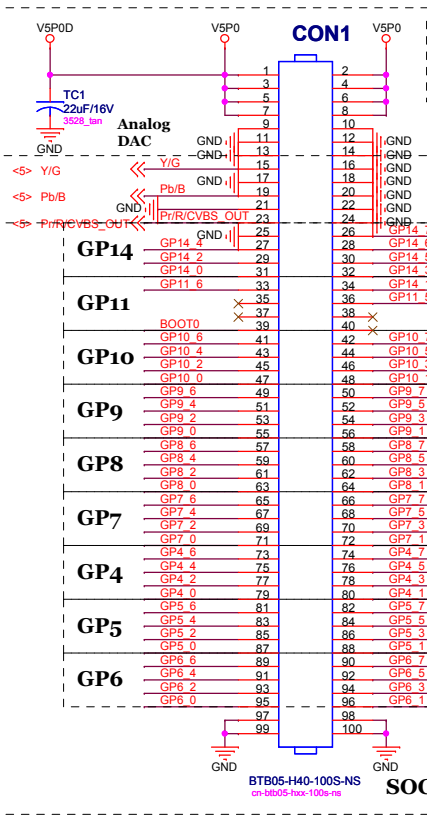 V5P0D V5P0 CON1 V5P0
1 2
3 4
TC1
22uF/16V
3528_tan
5 6
7 8
GND
Analog
DAC
9 10
GND 11 12 GND
GND 13 14 GND
<5> Y/G Y/G 15 16 GND
GND 17 18 GND
<5> Pb/B Pb/B 19 20 GND
GND 21 22 GND
<5> Pr/R/CVBS_OUT Pr/R/CVBS_OUT 23 24 GND
GND 25 26 GP14_
GP14
GP14_4 27 28 GP14_6
GP14_2 29 30 GP14_5
GP14_0 31 32 GP14_3
GP11
GP11_6 33 34 GP14_1
35 36 GP11_5
37 38
BOOT0 39 40
GP10
GP10_6 41 42 GP10_7
GP10_4 43 44 GP10_5
GP10_2 45 46 GP10_3
GP10_0 47 48 GP10_1
GP9
GP9_6 49 50 GP9_7
GP9_4 51 52 GP9_5
GP9_2 53 54 GP9_3
GP9_0 55 56 GP9_1
GP8
GP8_6 57 58 GP8_7
GP8_4 59 60 GP8_5
GP8_2 61 62 GP8_3
GP8_0 63 64 GP8_1
GP7
GP7_6 65 66 GP7_7
GP7_4 67 68 GP7_5
GP7_2 69 70 GP7_3
GP7_0 71 72 GP7_1
GP4
GP4_6 73 74 GP4_7
GP4_4 75 76 GP4_5
GP4_2 77 78 GP4_3
GP4_0 79 80 GP4_1
GP5
GP5_6 81 82 GP5_7
GP5_4 83 84 GP5_5
GP5_2 85 86 GP5_3
GP5_0 87 88 GP5_1
GP6
GP6_6 89 90 GP6_7
GP6_4 91 92 GP6_5
GP6_2 93 94 GP6_3
GP6_0 95 96 GP6_1
97 98
99 100
GND GND
BTB05-H40-100S-NS
cn-btb05-hxx-100s-ns